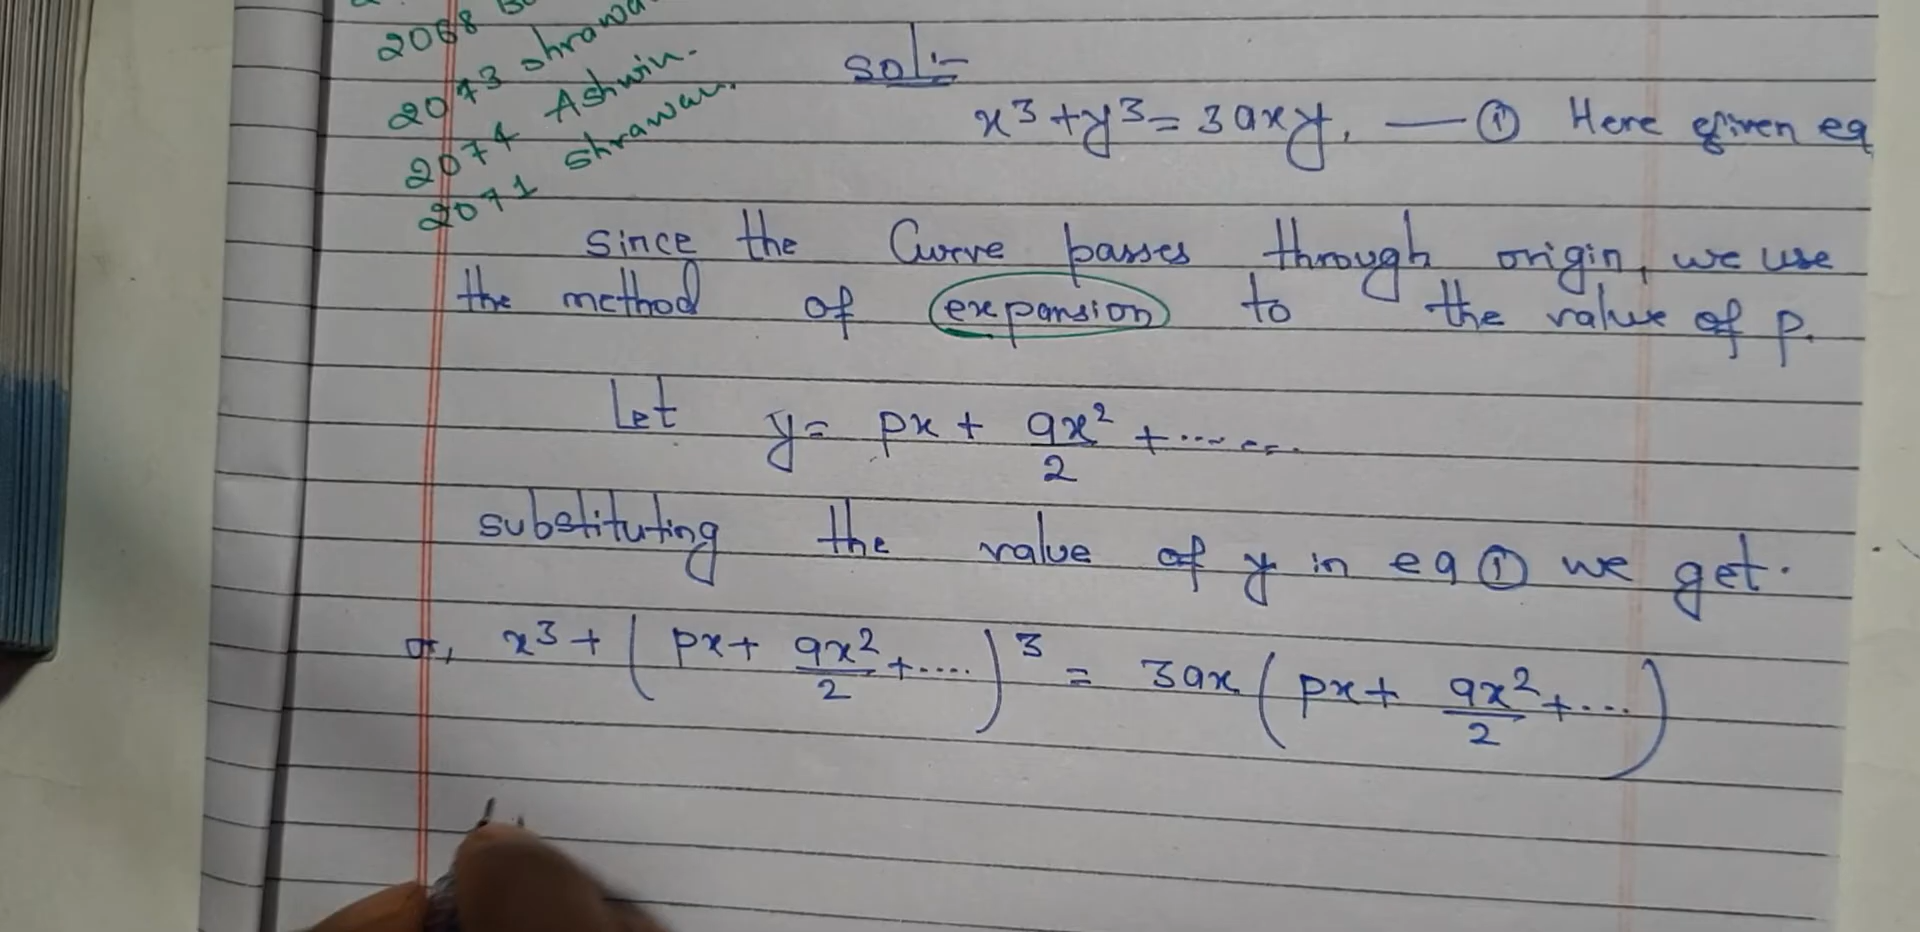 2068
2073 shrawa
2074 Ashwin.
2071 shrawan.
sol:-
x³+y³=3axy, — ① Here given eq
since the Curve passes through origin, we use
the method of expansion to the value of p.
Let y= px + qx²/2 + ......
substituting the value of y in eq ① we get.
or, x³+(px+ qx²/2 +....)³ = 3ax(px+ qx²/2 +...)